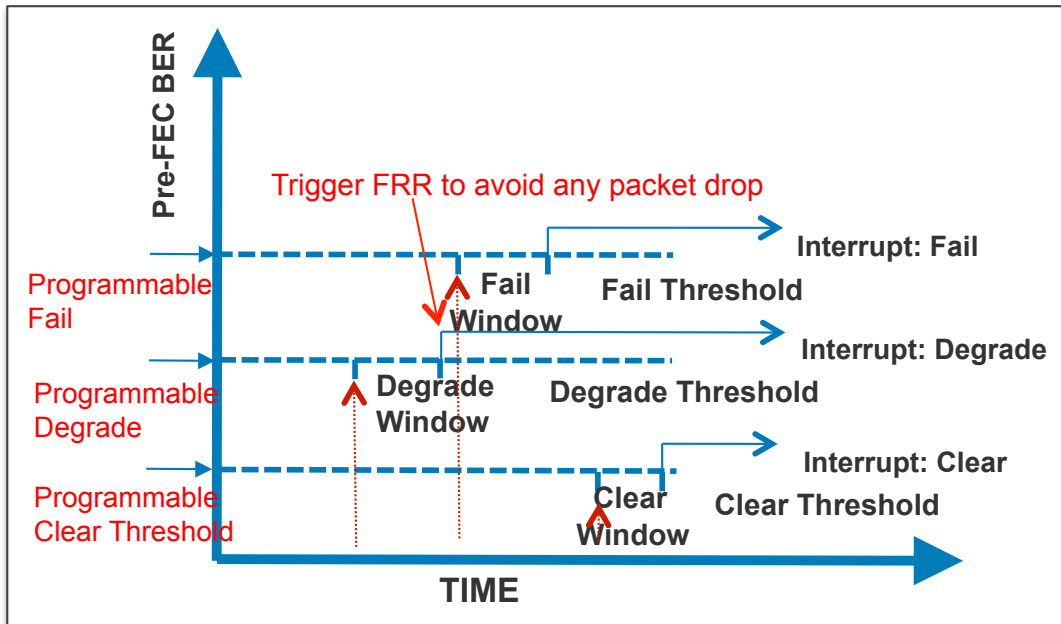 Pre-FEC BER
Trigger FRR to avoid any packet drop
Interrupt: Fail
Programmable
Fail
Fail
Window
Fail Threshold
Interrupt: Degrade
Programmable
Degrade
Degrade
Window
Degrade Threshold
Interrupt: Clear
Programmable
Clear Threshold
Clear
Window
Clear Threshold
TIME